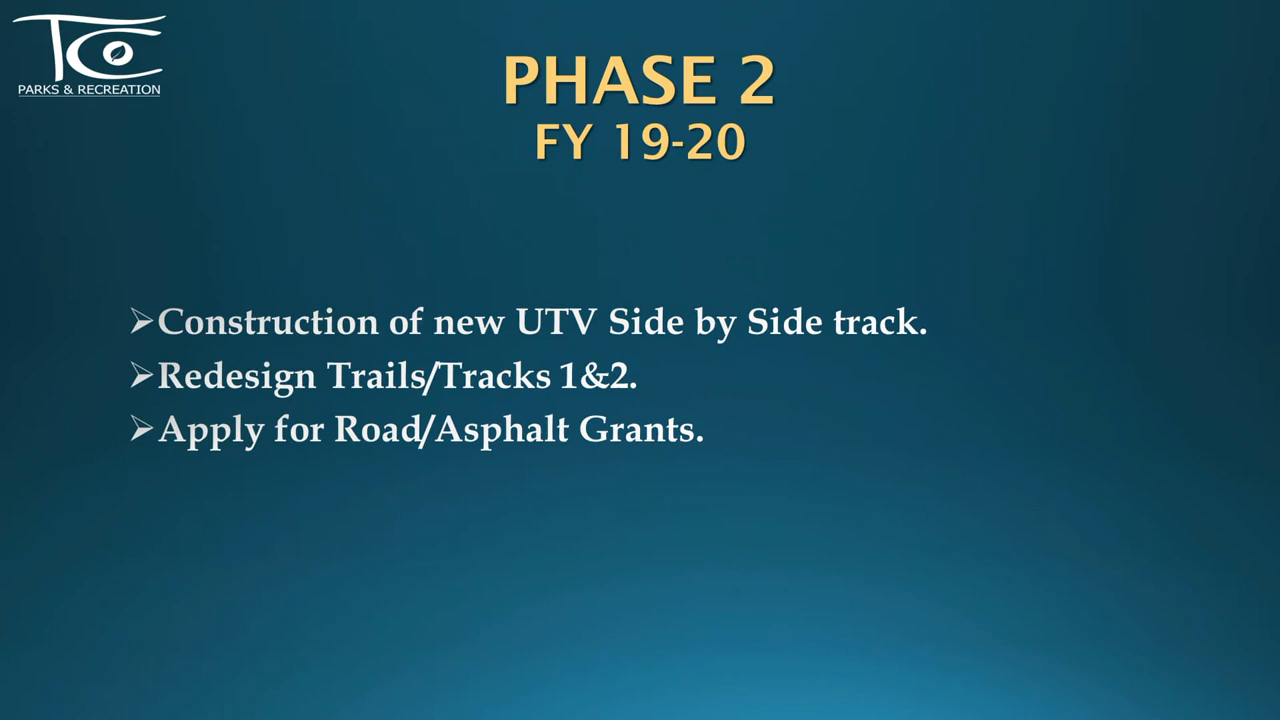 TCO
PARKS & RECREATION
PHASE 2
FY 19-20
➢Construction of new UTV Side by Side track.
➢Redesign Trails/Tracks 1&2.
➢Apply for Road/Asphalt Grants.